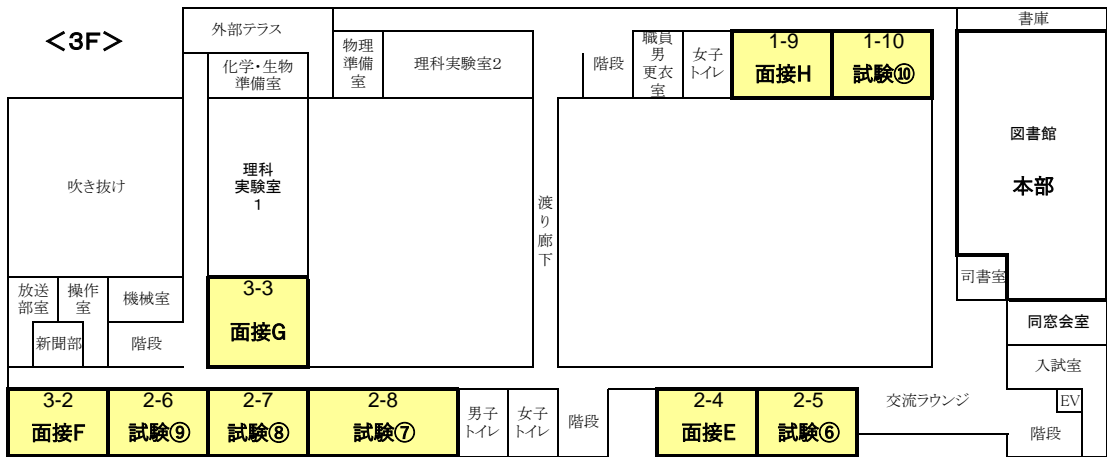 <3F>
外部テラス
書庫
化学・生物
準備室
物理
準備
室
理科実験室2
階段
職員
男
更衣
室
女子
トイレ
1-9
面接H
1-10
試験⑩
図書館
本部
吹き抜け
理科
実験室
1
渡り廊下
司書室
放送
部室
操作
室
機械室
3-3
面接G
新聞部
階段
同窓会室
入試室
3-2
面接F
2-6
試験⑨
2-7
試験⑧
2-8
試験⑦
男子
トイレ
女子
トイレ
階段
2-4
面接E
2-5
試験⑥
交流ラウンジ
EV
階段